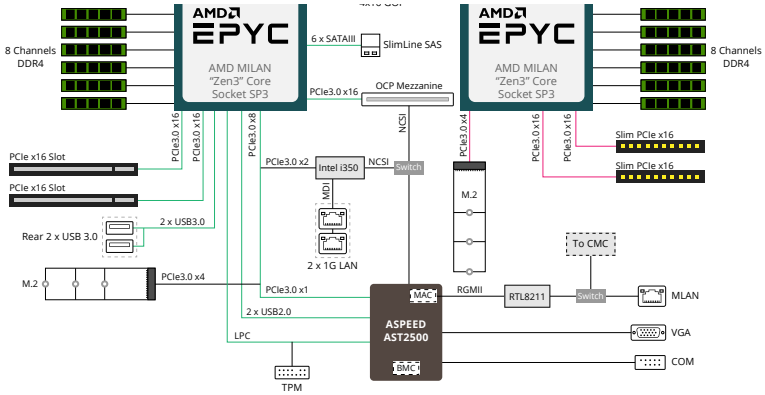 AMD
EPYC
AMD MILAN
"Zen3" Core
Socket SP3
AMD
EPYC
AMD MILAN
"Zen3" Core
Socket SP3
8 Channels
DDR4
8 Channels
DDR4
6 x SATAIII
SlimLine SAS
OCP Mezzanine
PCIe3.0 x16
NCSI
PCIe3.0 x16
PCIe3.0 x16
PCIe3.0 x8
PCIe3.0 x4
PCIe3.0 x16
PCIe3.0 x16
Slim PCIe x16
Slim PCIe x16
PCIe x16 Slot
PCIe x16 Slot
PCIe3.0 x2
Intel i350
NCSI
Switch
MDI
M.2
2 x USB3.0
Rear 2 x USB 3.0
2 x 1G LAN
To CMC
M.2
PCIe3.0 x4
PCIe3.0 x1
MAC
RGMII
RTL8211
Switch
MLAN
2 x USB2.0
ASPEED
AST2500
VGA
LPC
BMC
COM
TPM